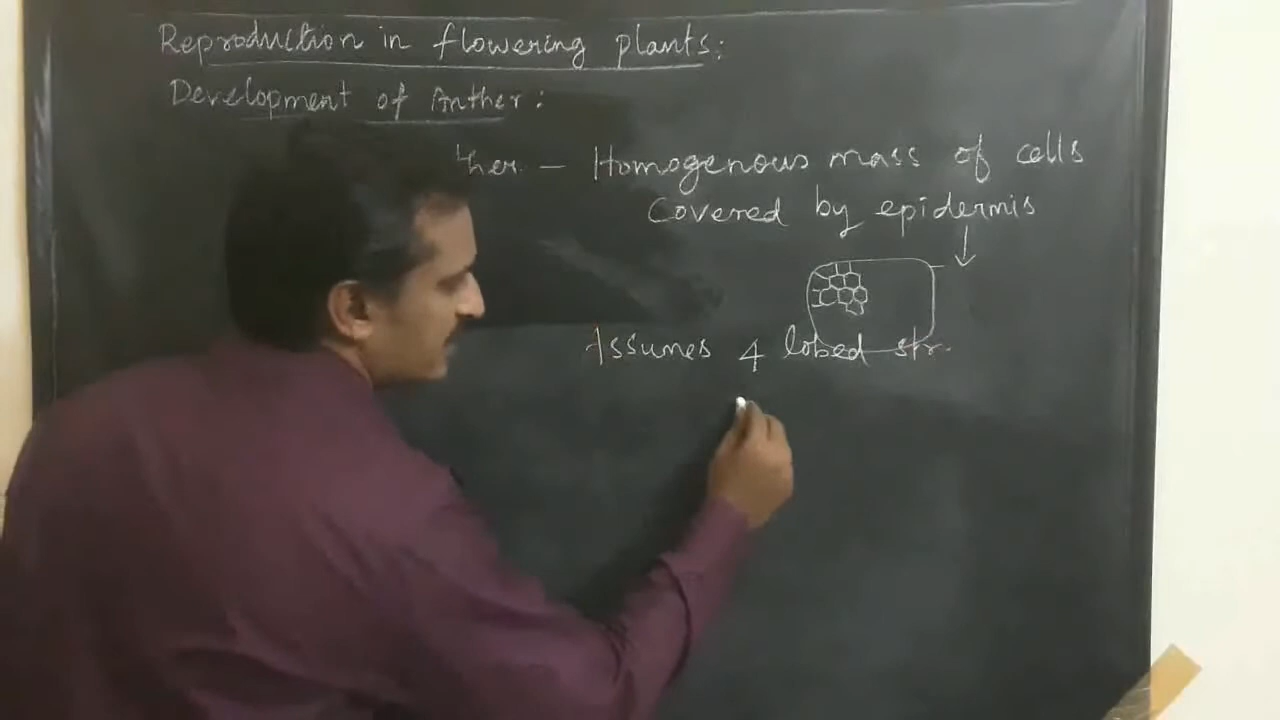 Reproduction in flowering plants:
Development of Anther:
ther - Homogenous mass of cells
Covered by epidermis
Assumes 4 lobed str.